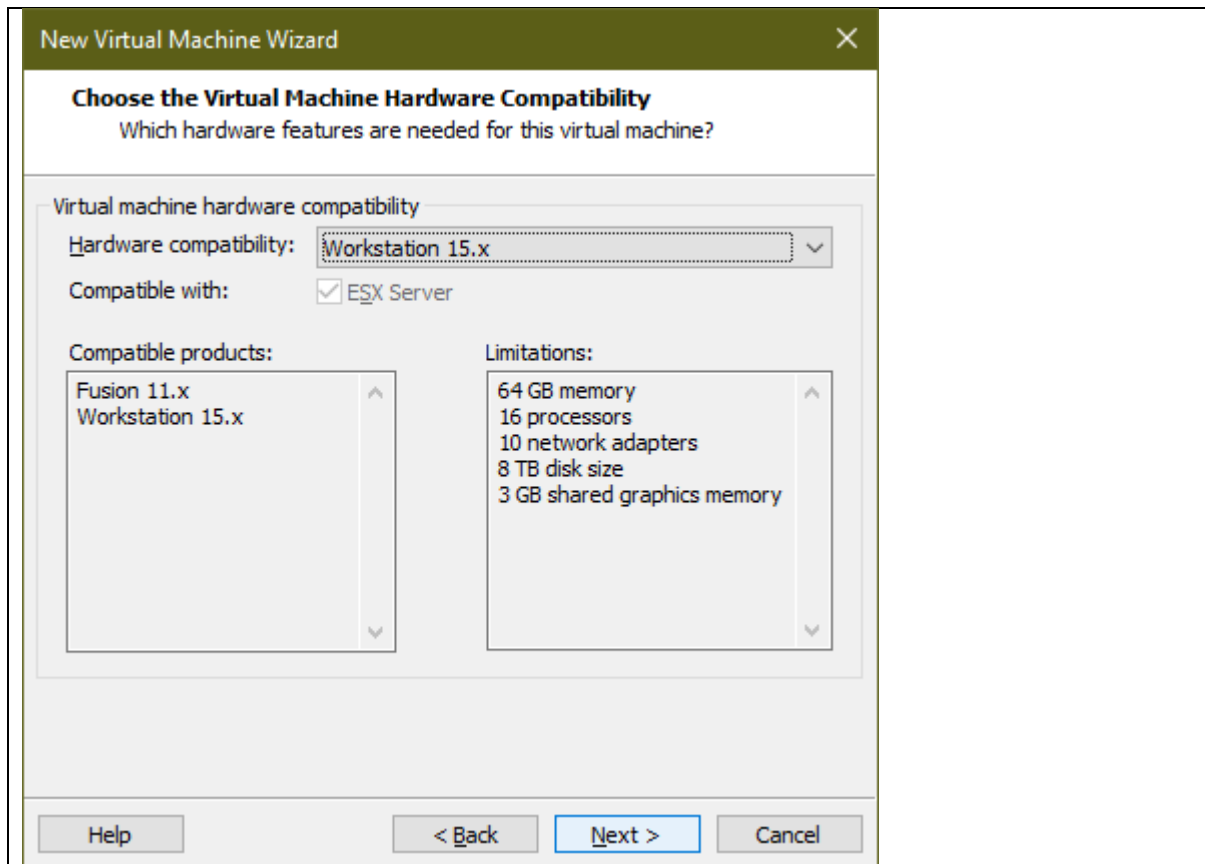 New Virtual Machine Wizard
Choose the Virtual Machine Hardware Compatibility
Which hardware features are needed for this virtual machine?
Virtual machine hardware compatibility
Hardware compatibility: Workstation 15.x
Compatible with: ESX Server
Compatible products:
Fusion 11.x
Workstation 15.x
Limitations:
64 GB memory
16 processors
10 network adapters
8 TB disk size
3 GB shared graphics memory
Help < Back Next > Cancel